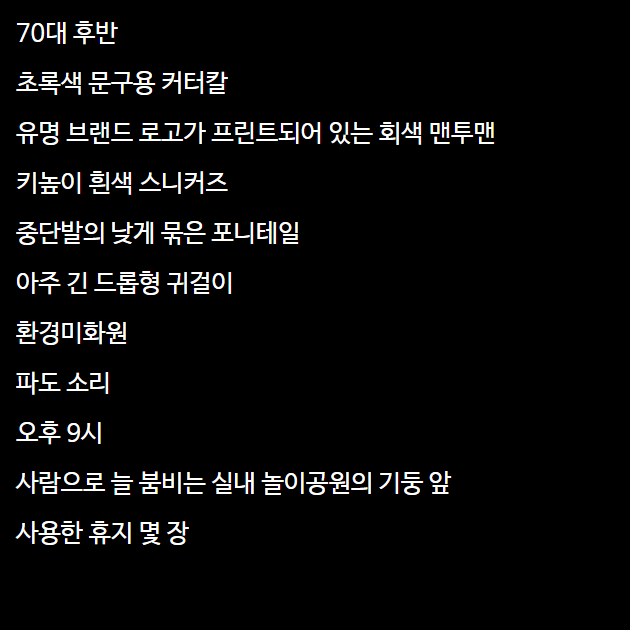 70대 후반
초록색 문구용 커터칼
유명 브랜드 로고가 프린트되어 있는 회색 맨투맨
키높이 흰색 스니커즈
중단발의 낮게 묶은 포니테일
아주 긴 드롭형 귀걸이
환경미화원
파도 소리
오후 9시
사람으로 늘 붐비는 실내 놀이공원의 기둥 앞
사용한 휴지 몇 장